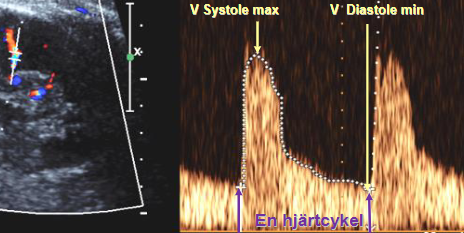 V Systole max
V Diastole min
x
En hjärtcykel